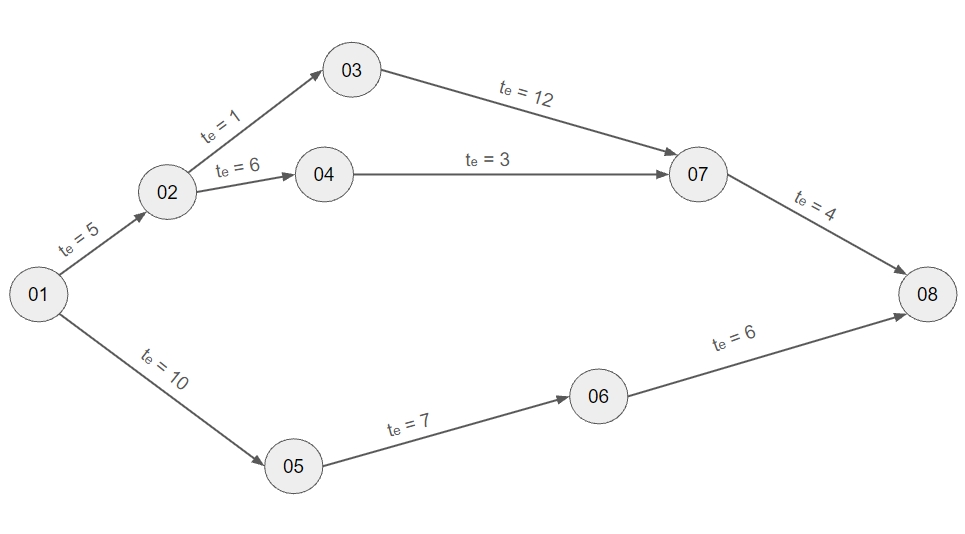 03
tₑ = 12
tₑ = 1
tₑ = 3
tₑ = 6
04
07
02
tₑ = 4
tₑ = 5
01
08
tₑ = 6
tₑ = 10
06
tₑ = 7
05